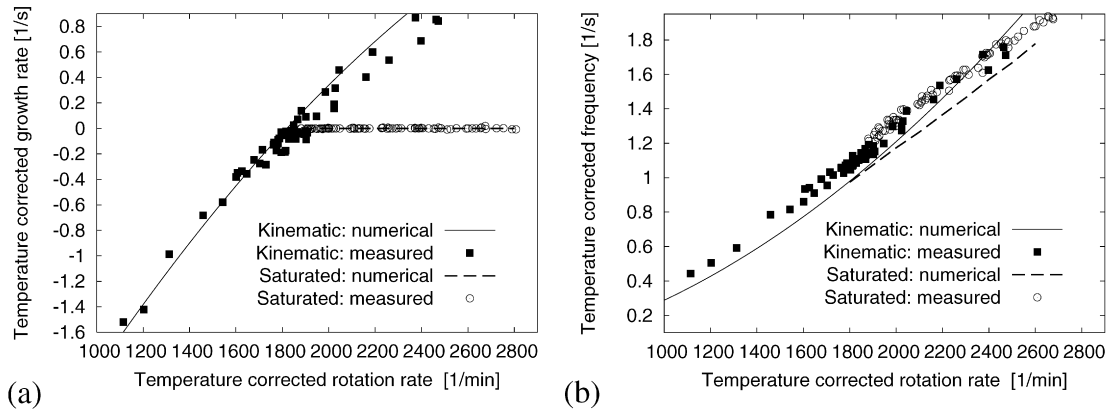 Temperature corrected growth rate [1/s]
0.8
0.6
0.4
0.2
0
-0.2
-0.4
-0.6
-0.8
-1
-1.2
-1.4
-1.6
Kinematic: numerical
Kinematic: measured
Saturated: numerical
Saturated: measured
1000 1200 1400 1600 1800 2000 2200 2400 2600 2800
Temperature corrected rotation rate [1/min]
(a)
Temperature corrected frequency [1/s]
1.8
1.6
1.4
1.2
1
0.8
0.6
0.4
0.2
Kinematic: numerical
Kinematic: measured
Saturated: numerical
Saturated: measured
1000 1200 1400 1600 1800 2000 2200 2400 2600 2800
Temperature corrected rotation rate [1/min]
(b)